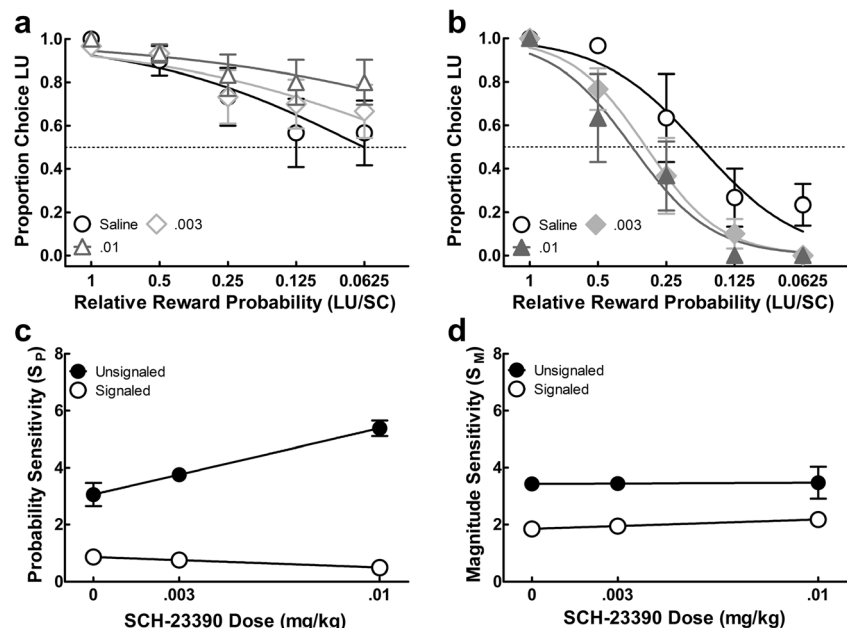 a
Proportion Choice LU
1.0
0.8
0.6
0.4
0.2
0.0
Saline
.003
.01
1
0.5
0.25
0.125
0.0625
Relative Reward Probability (LU/SC)
b
Proportion Choice LU
1.0
0.8
0.6
0.4
0.2
0.0
Saline
.003
.01
1
0.5
0.25
0.125
0.0625
Relative Reward Probability (LU/SC)
c
Probability Sensitivity (S P)
8
6
4
2
0
Unsignaled
Signaled
0
.003
.01
SCH-23390 Dose (mg/kg)
d
Magnitude Sensitivity (S M)
8
6
4
2
0
Unsignaled
Signaled
0
.003
.01
SCH-23390 Dose (mg/kg)